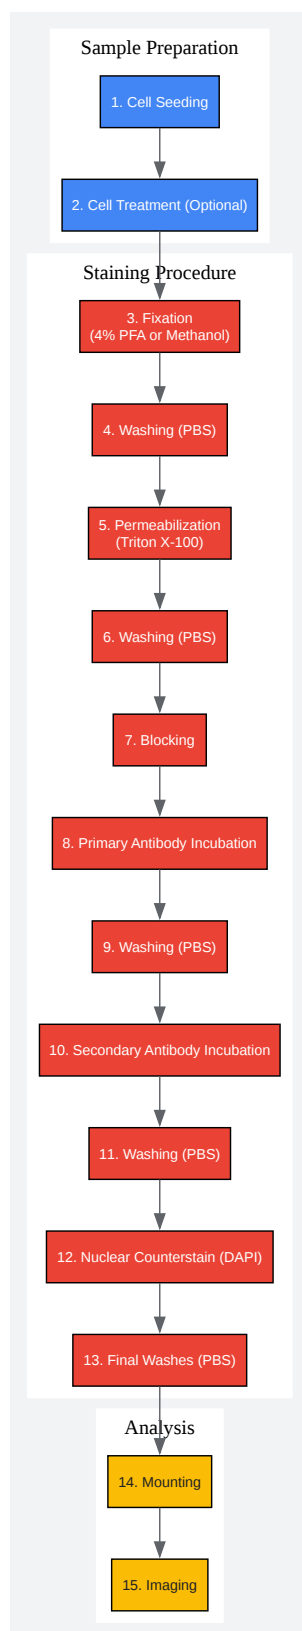 Sample Preparation
1. Cell Seeding
2. Cell Treatment (Optional)
Staining Procedure
3. Fixation
(4% PFA or Methanol)
4. Washing (PBS)
5. Permeabilization
(Triton X-100)
6. Washing (PBS)
7. Blocking
8. Primary Antibody Incubation
9. Washing (PBS)
10. Secondary Antibody Incubation
11. Washing (PBS)
12. Nuclear Counterstain (DAPI)
13. Final Washes (PBS)
Analysis
14. Mounting
15. Imaging